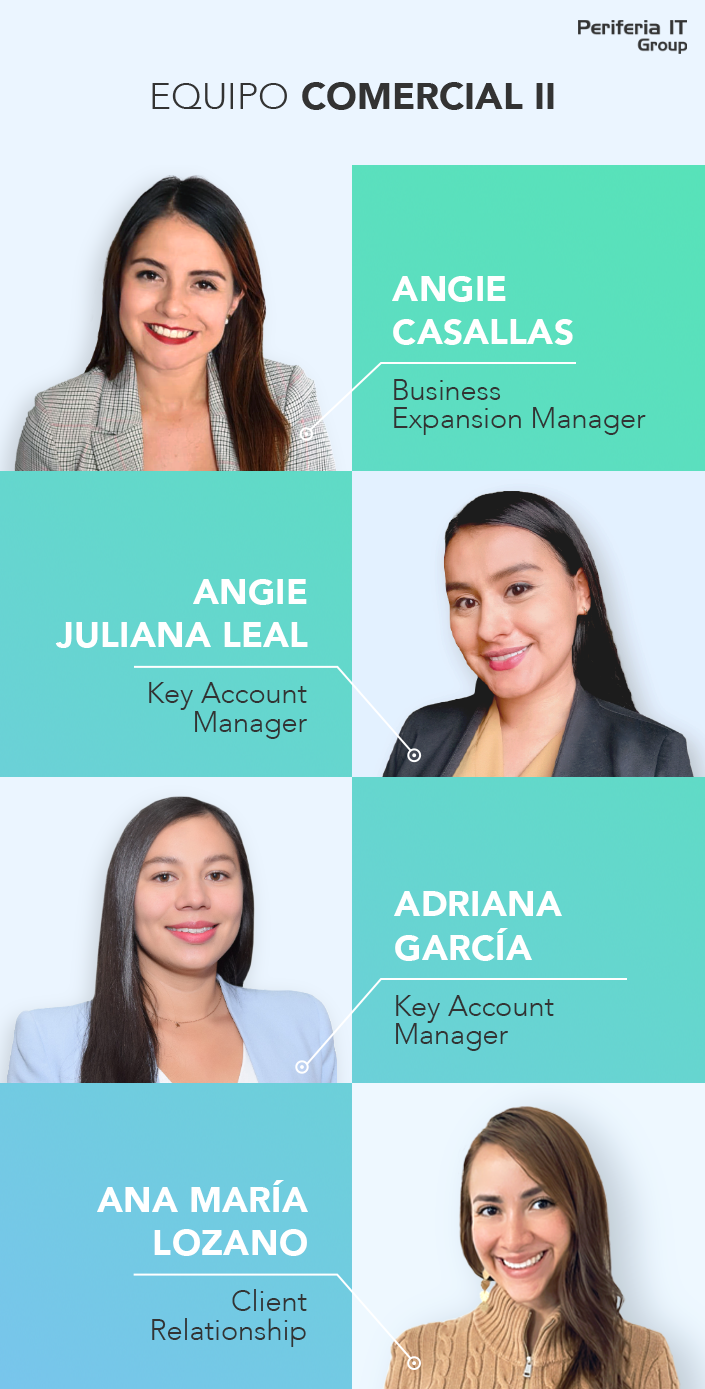 Periferia IT
Group
EQUIPO COMERCIAL II
ANGIE
CASALLAS
Business
Expansion Manager
ANGIE
JULIANA LEAL
Key Account
Manager
ADRIANA
GARCÍA
Key Account
Manager
ANA MARÍA
LOZANO
Client
Relationship